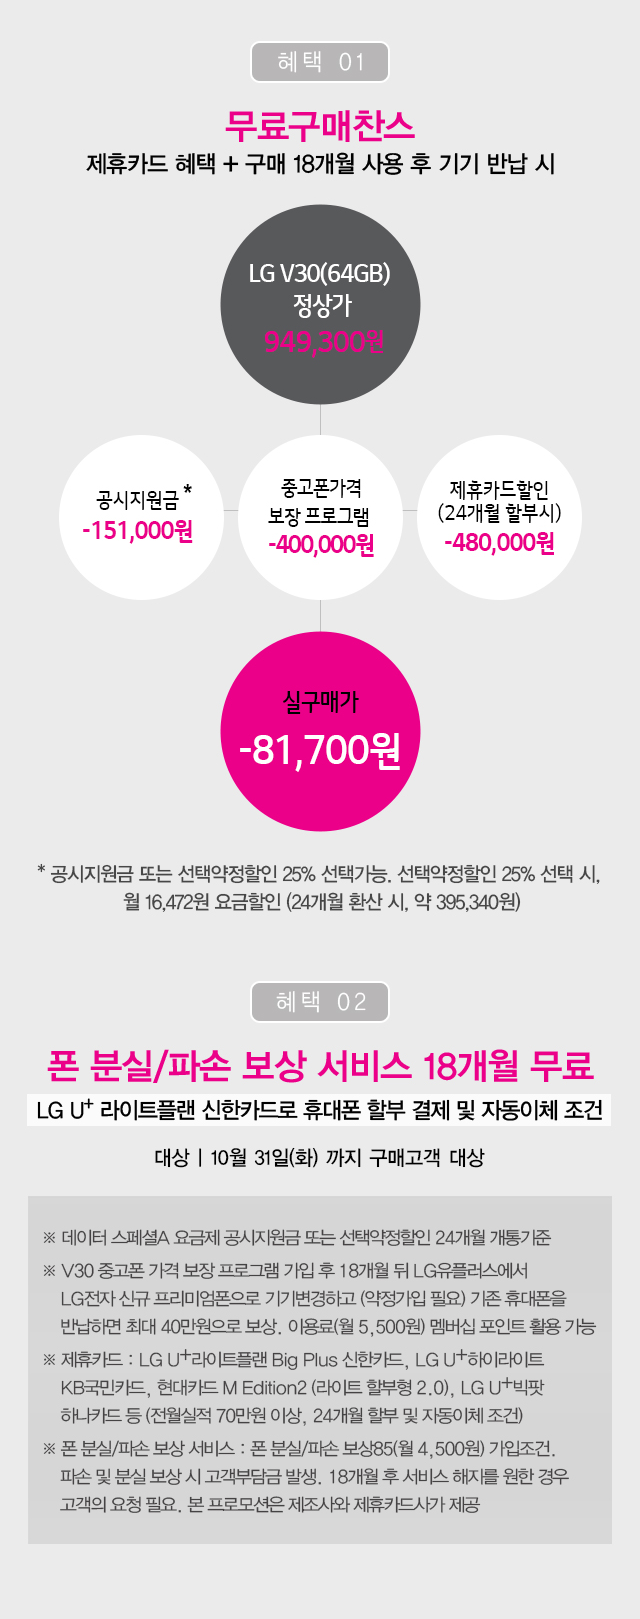 혜택 01
무료구매찬스
제휴카드 혜택 + 구매 18개월 사용 후 기기 반납 시
LG V30(64GB)
정상가
949,300원
공시지원금 *
-151,000원
중고폰가격
보장 프로그램
-400,000원
제휴카드할인
(24개월 할부시)
-480,000원
실구매가
-81,700원
* 공시지원금 또는 선택약정할인 25% 선택가능. 선택약정할인 25% 선택 시,
월 16,472원 요금할인 (24개월 환산 시, 약 395,340원)
혜택 02
폰 분실/파손 보상 서비스 18개월 무료
LG U+ 라이트플랜 신한카드로 휴대폰 할부 결제 및 자동이체 조건
대상 | 10월 31일(화) 까지 구매고객 대상
※ 데이터 스페셜A 요금제 공시지원금 또는 선택약정할인 24개월 개통기준
※ V30 중고폰 가격 보장 프로그램 가입 후 18개월 뒤 LG유플러스에서
LG전자 신규 프리미엄폰으로 기기변경하고 (약정가입 필요) 기존 휴대폰을
반납하면 최대 40만원으로 보상. 이용료(월 5,500원) 멤버십 포인트 활용 가능
※ 제휴카드 : LG U+라이트플랜 Big Plus 신한카드, LG U+하이라이트
KB국민카드, 현대카드 M Edition2 (라이트 할부형 2.0), LG U+빅팟
하나카드 등 (전월실적 70만원 이상, 24개월 할부 및 자동이체 조건)
※ 폰 분실/파손 보상 서비스 : 폰 분실/파손 보상85(월 4,500원) 가입조건.
파손 및 분실 보상 시 고객부담금 발생. 18개월 후 서비스 해지를 원한 경우
고객의 요청 필요. 본 프로모션은 제조사와 제휴카드사가 제공